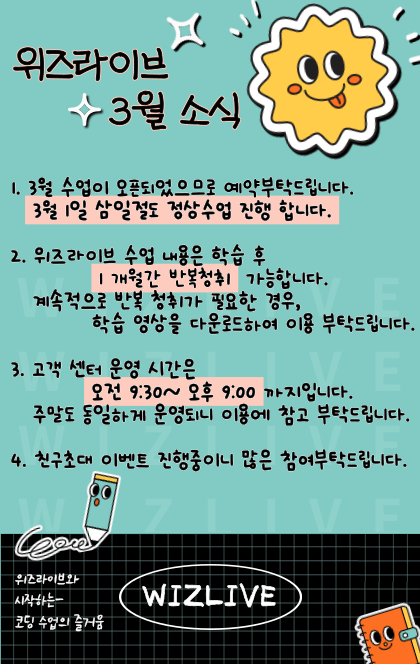 위즈라이브
3월 소식
1. 3월 수업이 오픈되었으므로 예약부탁드립니다.
3월 1일 삼일절도 정상수업 진행 합니다.
2. 위즈라이브 수업 내용은 학습 후
1 개월간 반복청취 가능합니다.
계속적으로 반복 청취가 필요한 경우,
학습 영상을 다운로드하여 이용 부탁드립니다.
3. 고객 센터 운영 시간은
오전 9:30~ 오후 9:00 까지입니다.
주말도 동일하게 운영되니 이용에 참고 부탁드립니다.
4. 친구초대 이벤트 진행중이니 많은 참여부탁드립니다.
WIZLIVE
WIZLIVE
WIZLIVE
WIZLIVE
위즈라이브와
시작하는-
코딩 수업의 즐거움
WIZLIVE